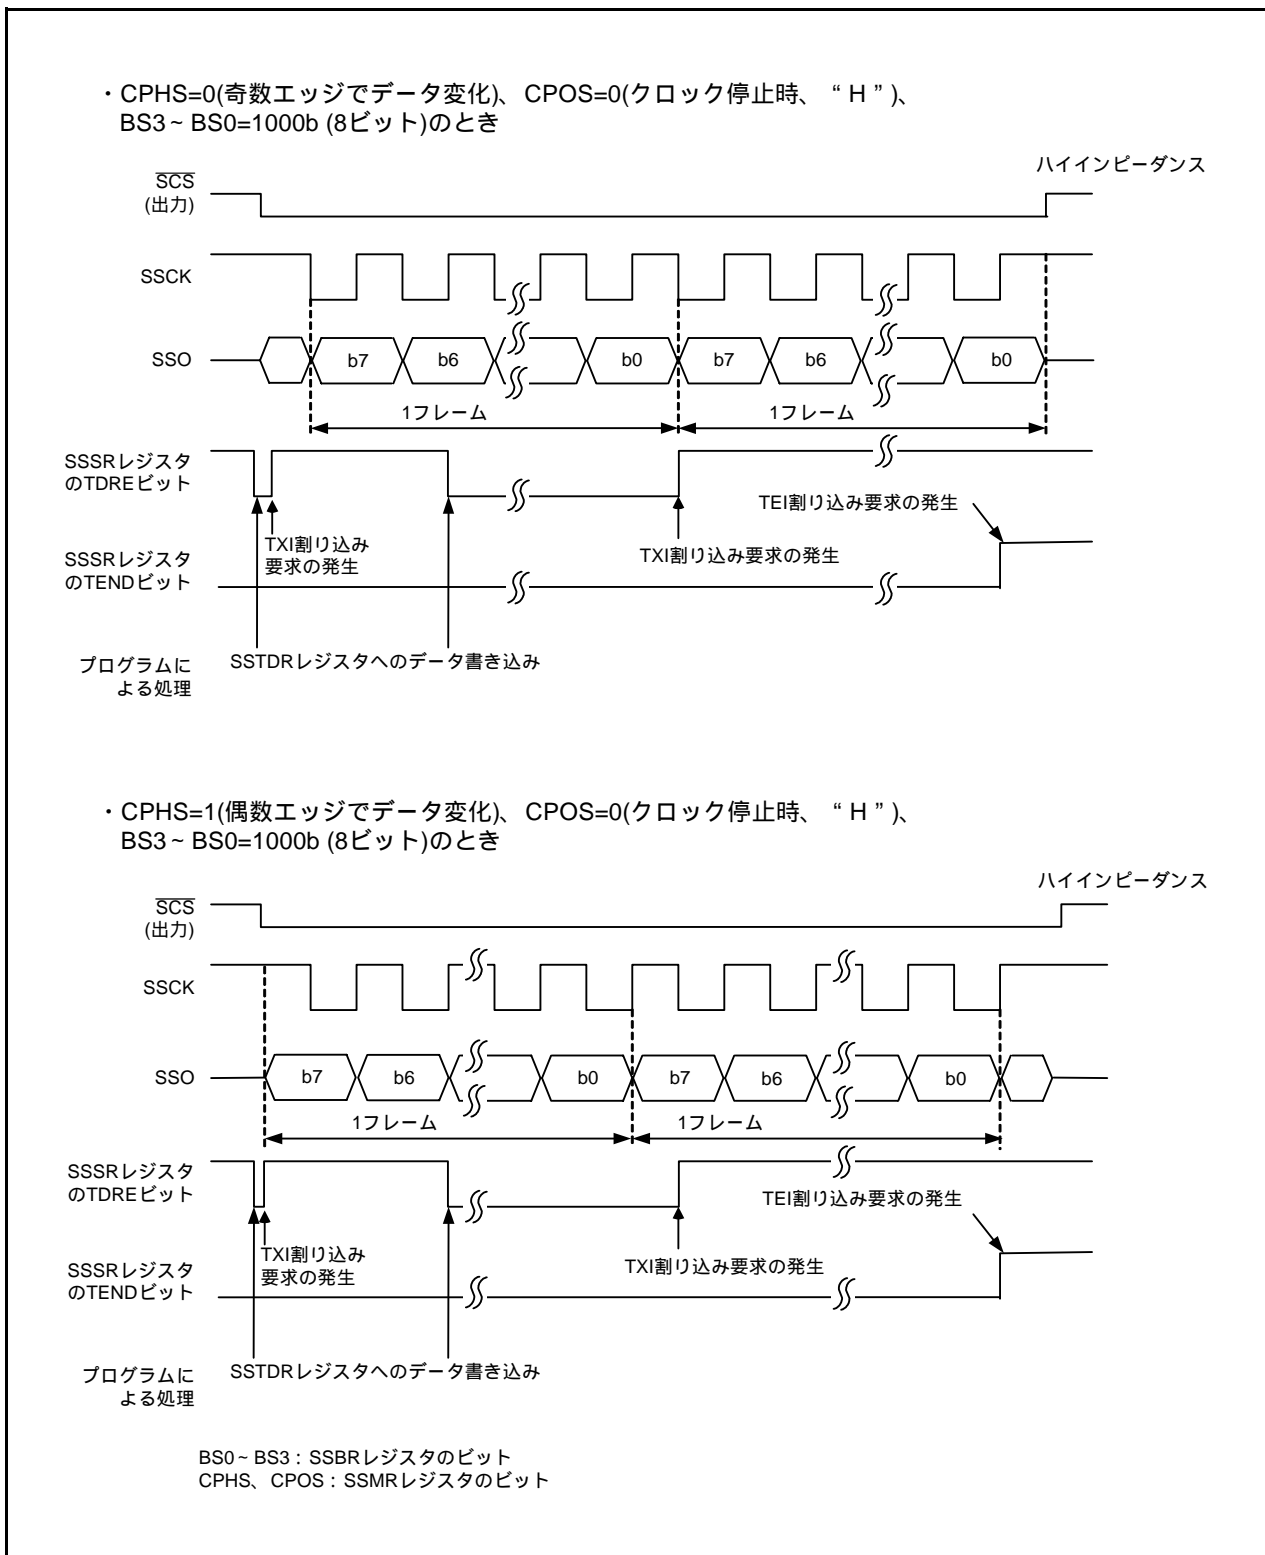 ・CPHS=0(奇数エッジでデータ変化)、CPOS=0(クロック停止時、“H”)、
BS3~BS0=1000b (8ビット)のとき
ハイインピーダンス
SCS
(出力)
SSCK
SSO
b7
b6
b0
b7
b6
b0
1フレーム
1フレーム
SSSRレジスタ
のTDREビット
TEI割り込み要求の発生
TXI割り込み
要求の発生
TXI割り込み要求の発生
SSSRレジスタ
のTENDビット
プログラムに
よる処理
SSTDRレジスタへのデータ書き込み
・CPHS=1(偶数エッジでデータ変化)、CPOS=0(クロック停止時、“H”)、
BS3~BS0=1000b (8ビット)のとき
ハイインピーダンス
SCS
(出力)
SSCK
SSO
b7
b6
b0
b7
b6
b0
1フレーム
1フレーム
SSSRレジスタ
のTDREビット
TEI割り込み要求の発生
TXI割り込み
要求の発生
TXI割り込み要求の発生
SSSRレジスタ
のTENDビット
プログラムに
よる処理
SSTDRレジスタへのデータ書き込み
BS0~BS3:SSBRレジスタのビット
CPHS、CPOS:SSMRレジスタのビット